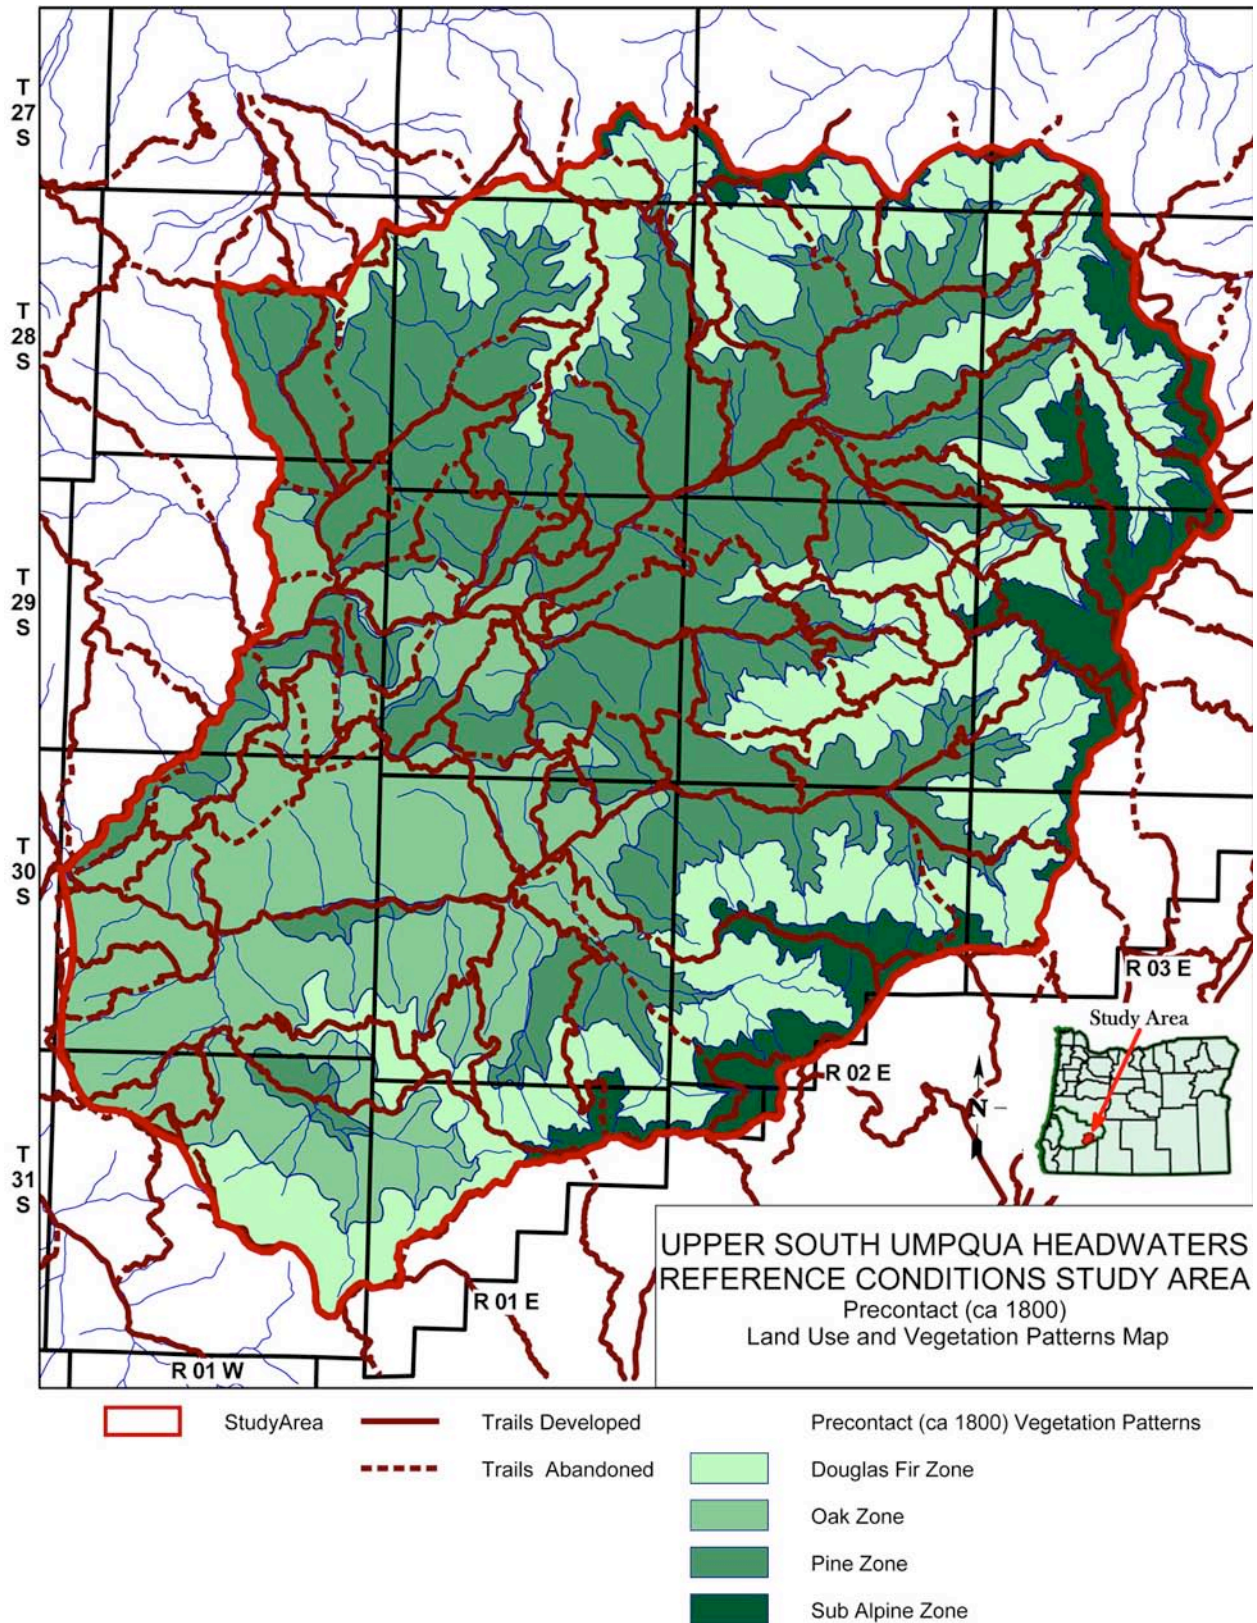 T
27
S
T
28
S
T
29
S
T
30
S
T
31
S
R 03 E
Study Area
R 02 E
N
R 01 E
R 01 W
UPPER SOUTH UMPQUA HEADWATERS
REFERENCE CONDITIONS STUDY AREA
Precontact (ca 1800)
Land Use and Vegetation Patterns Map
StudyArea
Trails Developed
Precontact (ca 1800) Vegetation Patterns
Trails Abandoned
Douglas Fir Zone
Oak Zone
Pine Zone
Sub Alpine Zone